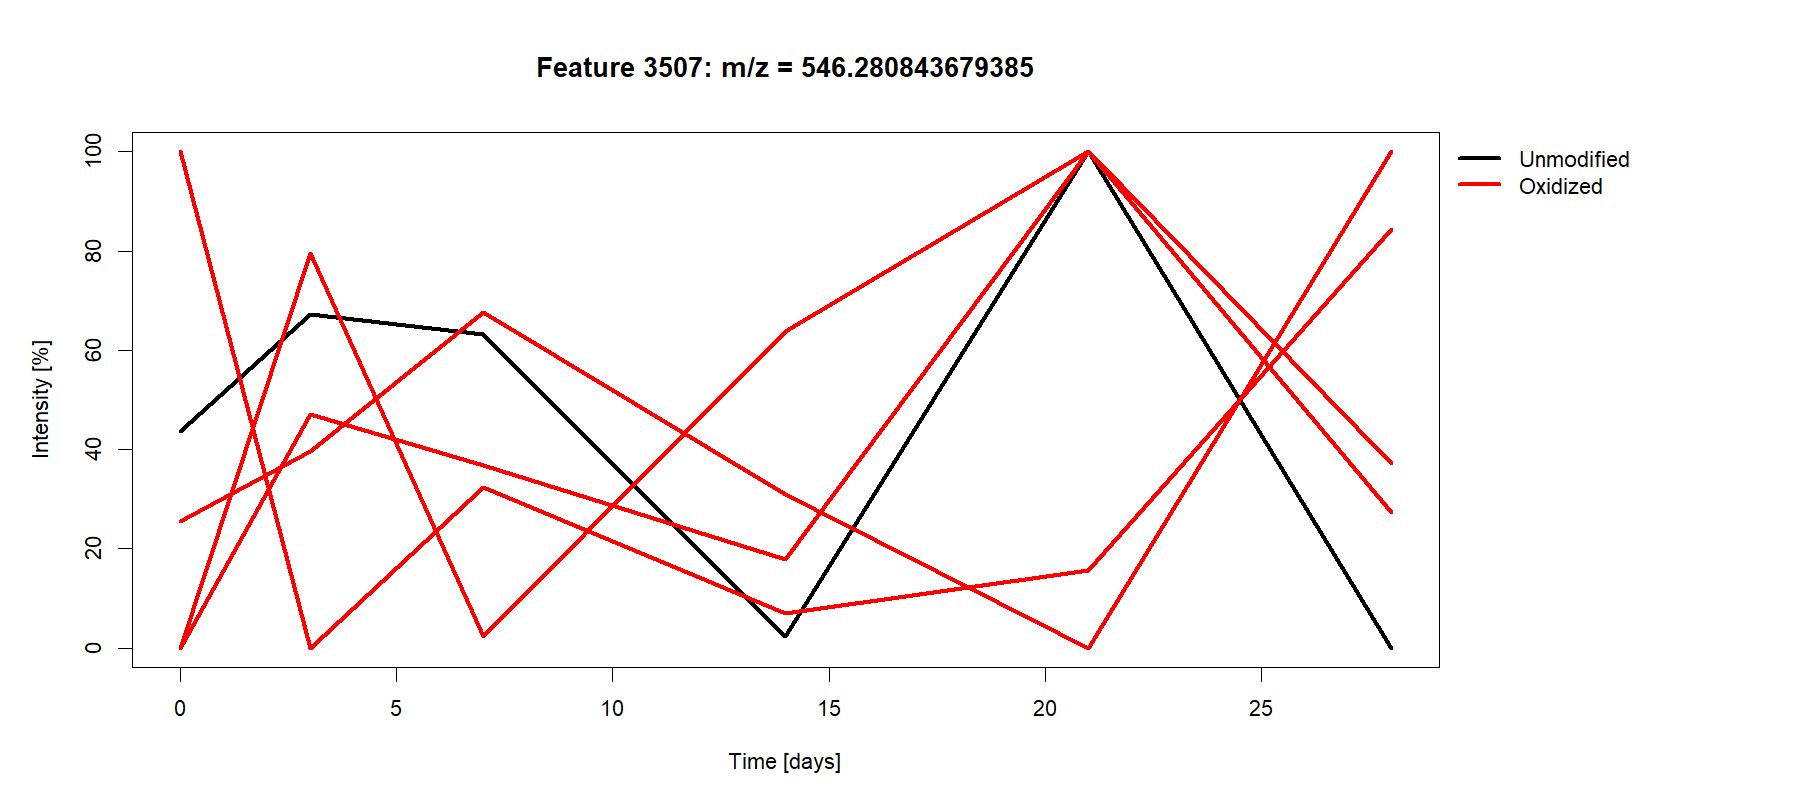 Feature 3507: m/z = 546.280843679385
Unmodified
Oxidized
Intensity [%]
100
80
60
40
20
0
0 5 10 15 20 25
Time [days]